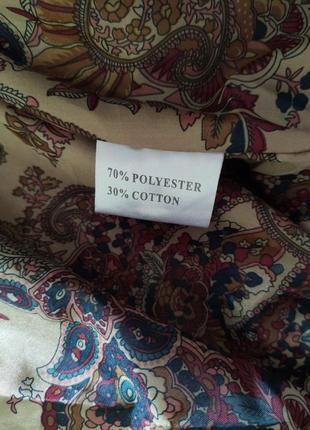 70% POLYESTER
30% COTTON